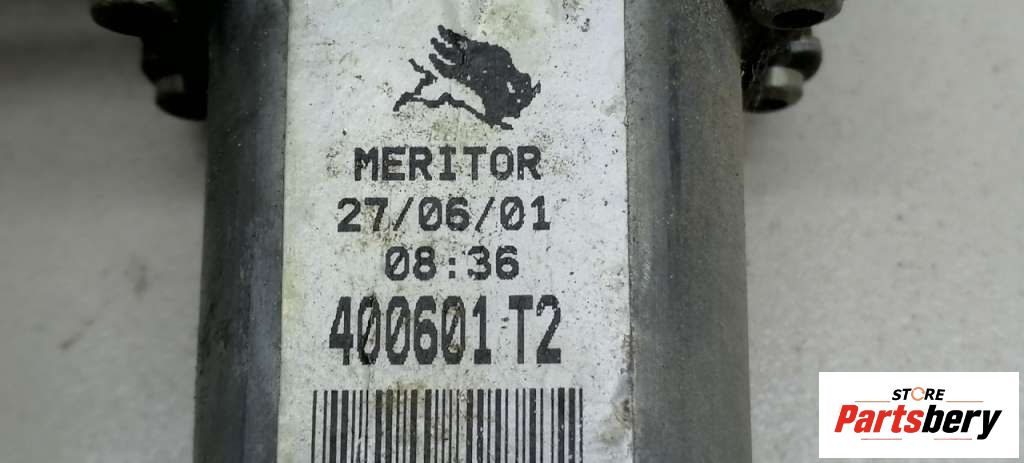 MERITOR
27/06/01
08:36
400601 T2
STORE
Partsbery